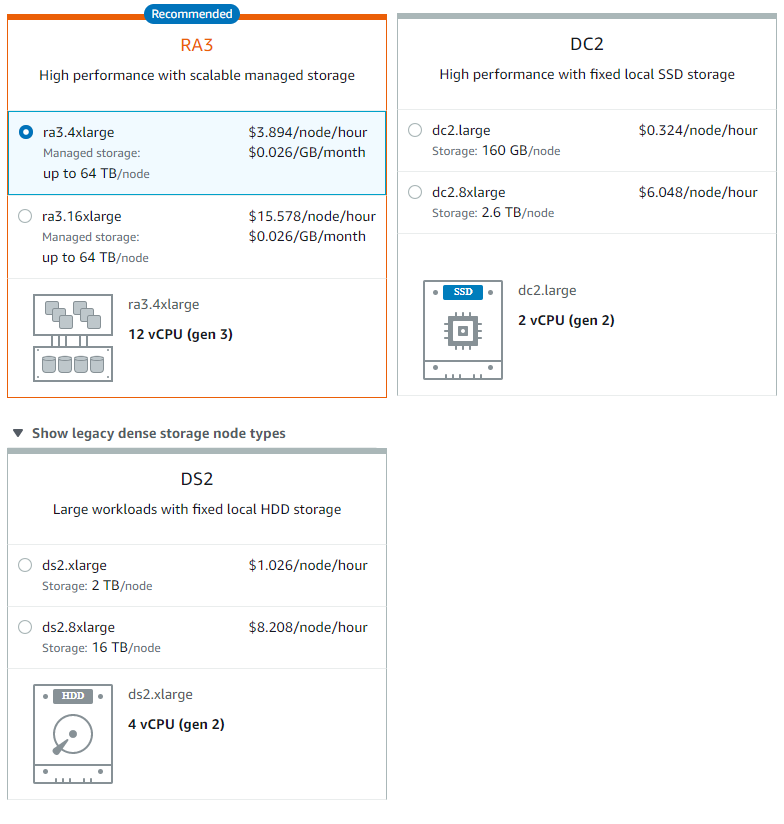 Recommended
RA3
High performance with scalable managed storage
ra3.4xlarge $3.894/node/hour
Managed storage: $0.026/GB/month
up to 64 TB/node
ra3.16xlarge $15.578/node/hour
Managed storage: $0.026/GB/month
up to 64 TB/node
ra3.4xlarge
12 vCPU (gen 3)
DC2
High performance with fixed local SSD storage
dc2.large $0.324/node/hour
Storage: 160 GB/node
dc2.8xlarge $6.048/node/hour
Storage: 2.6 TB/node
SSD
dc2.large
2 vCPU (gen 2)
Show legacy dense storage node types
DS2
Large workloads with fixed local HDD storage
ds2.xlarge $1.026/node/hour
Storage: 2 TB/node
ds2.8xlarge $8.208/node/hour
Storage: 16 TB/node
HDD
ds2.xlarge
4 vCPU (gen 2)